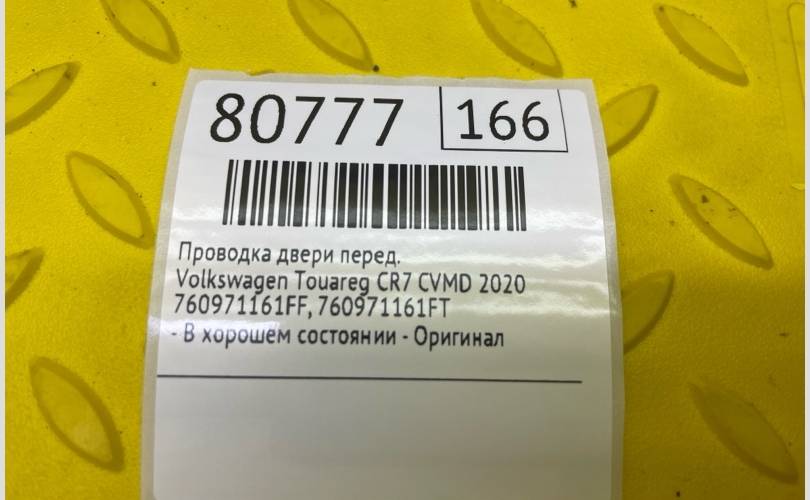 80777 166
Проводка двери перед.
Volkswagen Touareg CR7 CVMD 2020
760971161FF, 760971161FT
- В хорошем состоянии - Оригинал